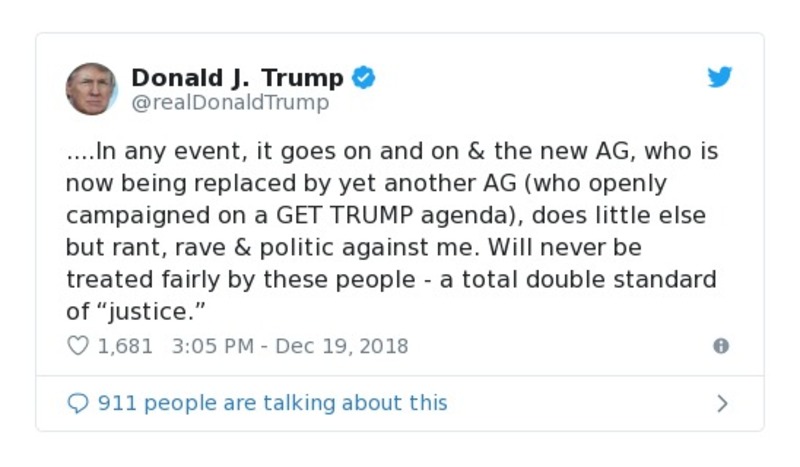 Donald J. Trump
@realDonaldTrump
....In any event, it goes on and on & the new AG, who is
now being replaced by yet another AG (who openly
campaigned on a GET TRUMP agenda), does little else
but rant, rave & politic against me. Will never be
treated fairly by these people - a total double standard
of “justice.”
1,681 3:05 PM - Dec 19, 2018
911 people are talking about this